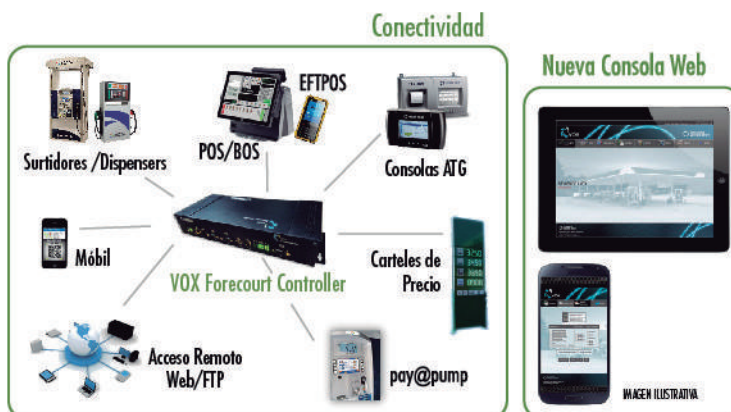 Conectividad
Nueva Consola Web
EFTPOS
POS/BOS
Surtidores /Dispensers
Consolas ATG
Móbil
VOX Forecourt Controller
Carteles de
Precio
Acceso Remoto
Web/FTP
pay@pump
IMAGEN ILUSTRATIVA